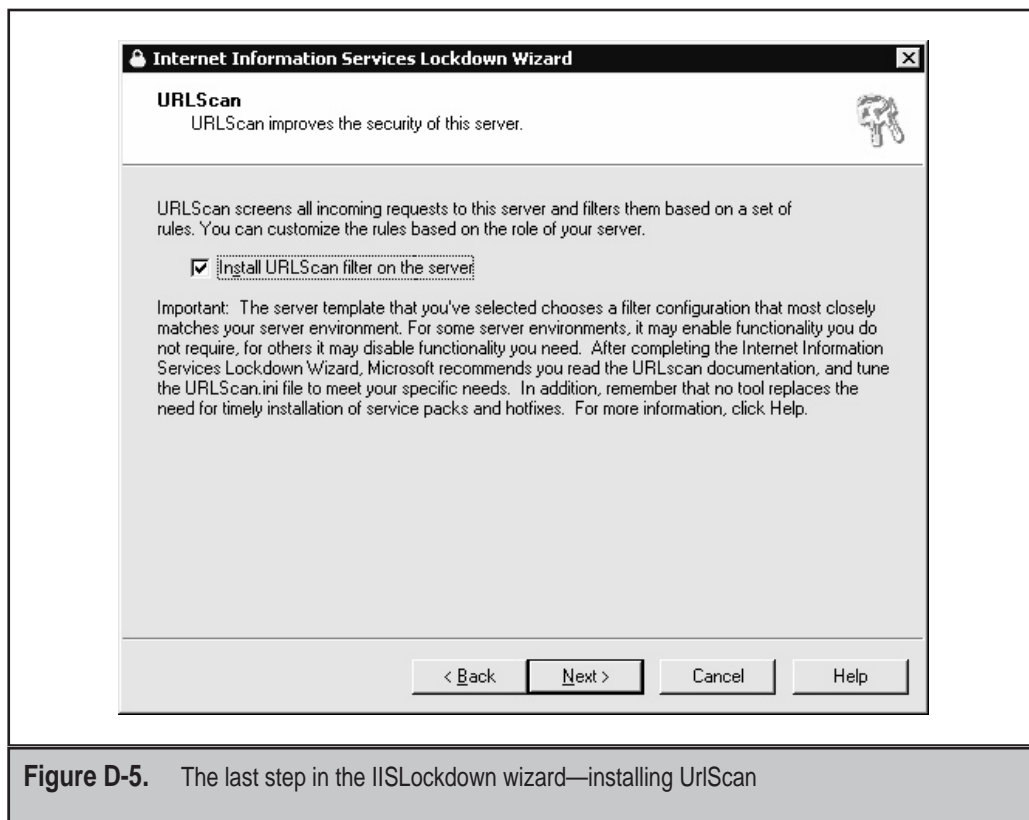 Internet Information Services Lockdown Wizard
URLScan
URLScan improves the security of this server.
URLScan screens all incoming requests to this server and filters them based on a set of
rules. You can customize the rules based on the role of your server.
Install URLScan filter on the server
Important:  The server template that you've selected chooses a filter configuration that most closely
matches your server environment. For some server environments, it may enable functionality you do
not require, for others it may disable functionality you need.  After completing the Internet Information
Services Lockdown Wizard, Microsoft recommends you read the URLscan documentation, and tune
the URLScan.ini file to meet your specific needs.  In addition, remember that no tool replaces the
need for timely installation of service packs and hotfixes.  For more information, click Help.
< Back Next > Cancel Help
Figure D-5. The last step in the IISLockdown wizard—installing UrlScan